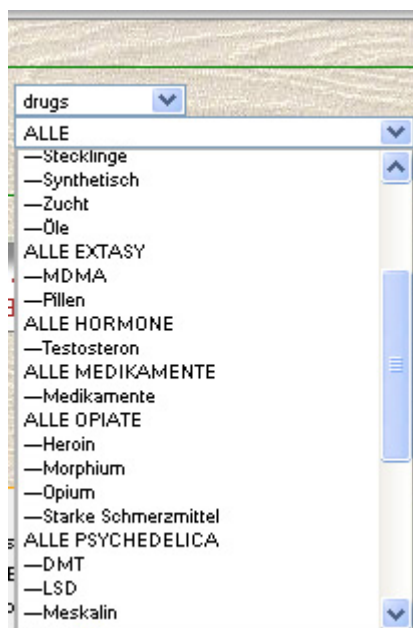 drugs
ALLE
—Stecklinge
—Synthetisch
—Zucht
—Öle
ALLE EXTASY
—MDMA
—Pillen
ALLE HORMONE
—Testosteron
ALLE MEDIKAMENTE
—Medikamente
ALLE OPIATE
—Heroin
—Morphium
—Opium
—Starke Schmerzmittel
ALLE PSYCHEDELICA
—DMT
—LSD
—Meskalin